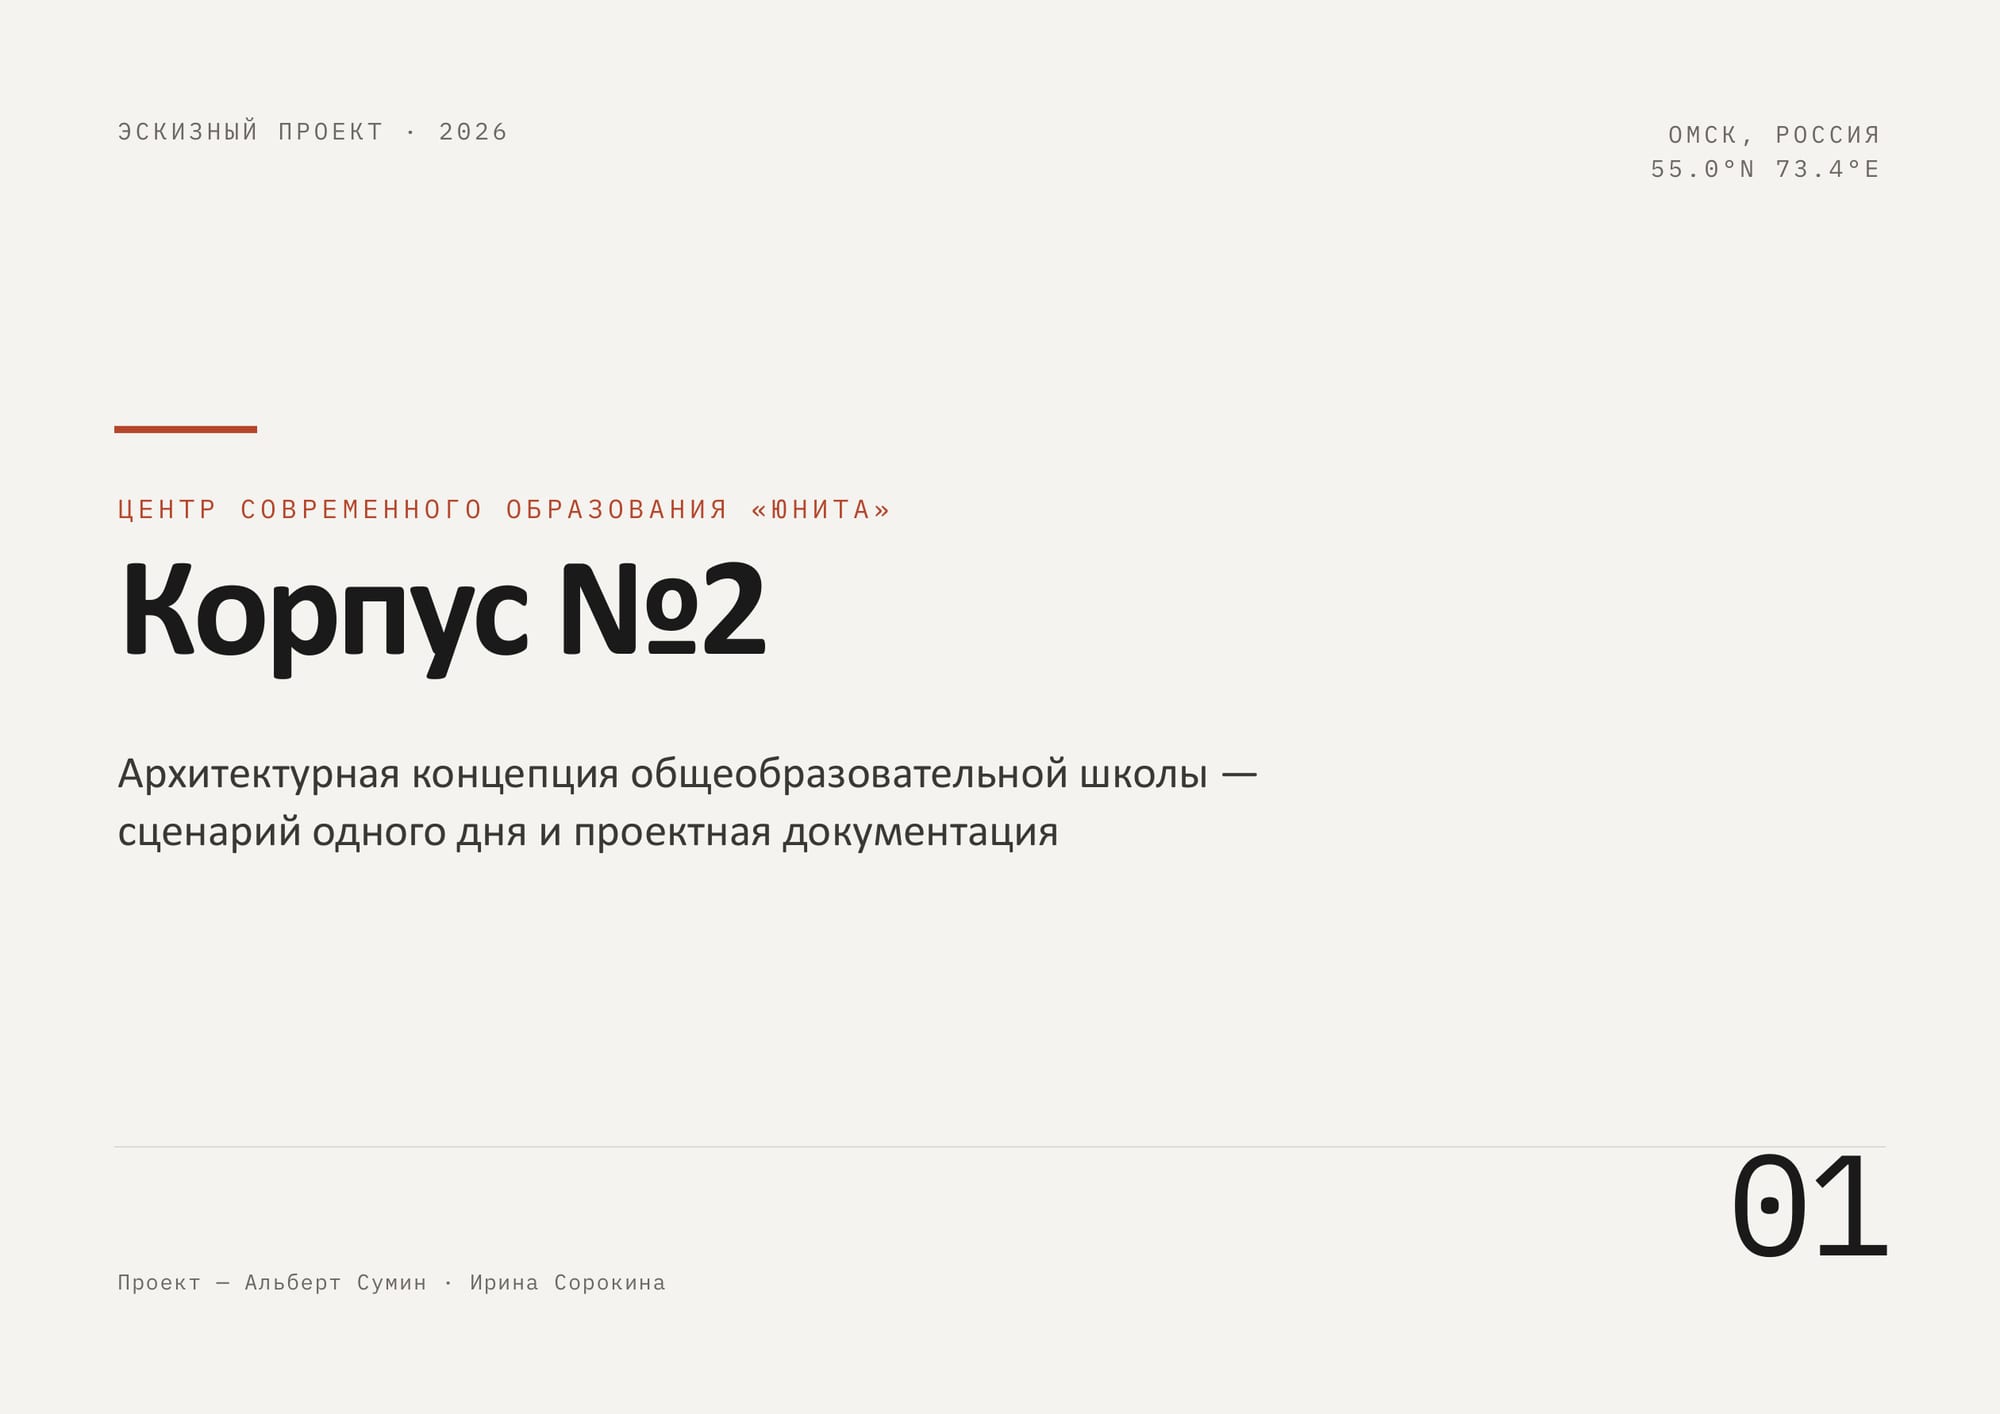 ЭСКИЗНЫЙ ПРОЕКТ · 2026
ОМСК, РОССИЯ
55.0°N 73.4°E
ЦЕНТР СОВРЕМЕННОГО ОБРАЗОВАНИЯ «ЮНИТА»
Корпус №2
Архитектурная концепция общеобразовательной школы —
сценарий одного дня и проектная документация
01
Проект — Альберт Сумин · Ирина Сорокина